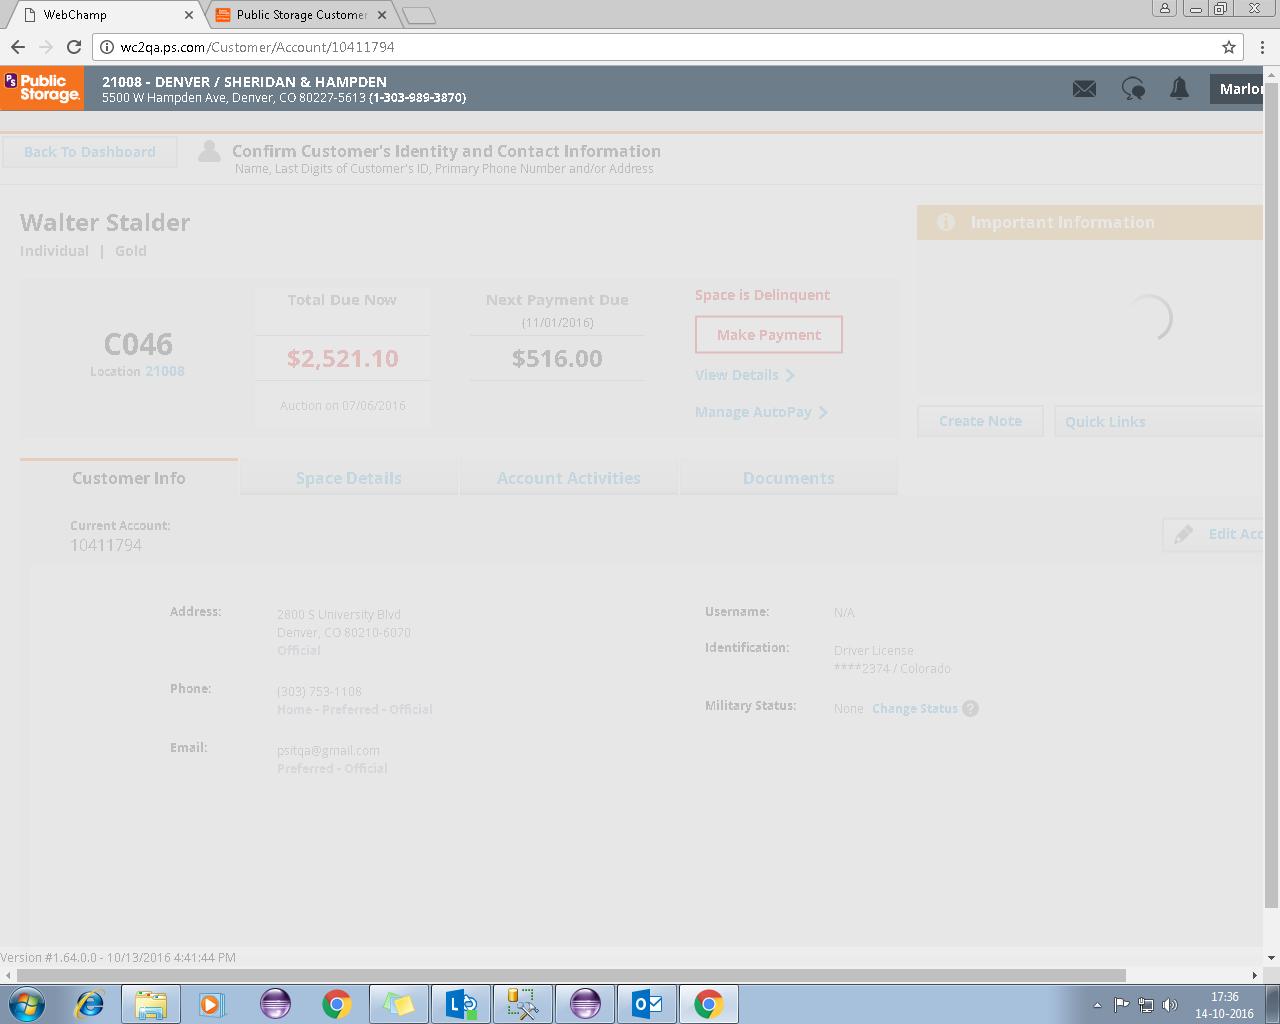 WebChamp
Public Storage Customer
wc2qa.ps.com/Customer/Account/10411794
Public Storage
21008 - DENVER / SHERIDAN & HAMPDEN
5500 W Hampden Ave, Denver, CO 80227-5613 (1-303-989-3870)
Marlo
Back To Dashboard
Confirm Customer's Identity and Contact Information
Name, Last Digits of Customer's ID, Primary Phone Number and/or Address
Walter Stalder
Individual | Gold
Important Information
C046
Location 21008
Total Due Now
$2,521.10
Auction on 07/06/2016
Next Payment Due
(11/01/2016)
$516.00
Space is Delinquent
Make Payment
View Details
Manage AutoPay
Create Note
Quick Links
Customer Info
Space Details
Account Activities
Documents
Current Account:
10411794
Edit Acc
Address:
2800 S University Blvd
Denver, CO 80210-6070
Official
Phone:
(303) 753-1108
Home - Preferred - Official
Email:
psitqa@gmail.com
Preferred - Official
Username:
N/A
Identification:
Driver License
****2374 / Colorado
Military Status:
None Change Status ?
Version #1.64.0.0 - 10/13/2016 4:41:44 PM
17:36
14-10-2016